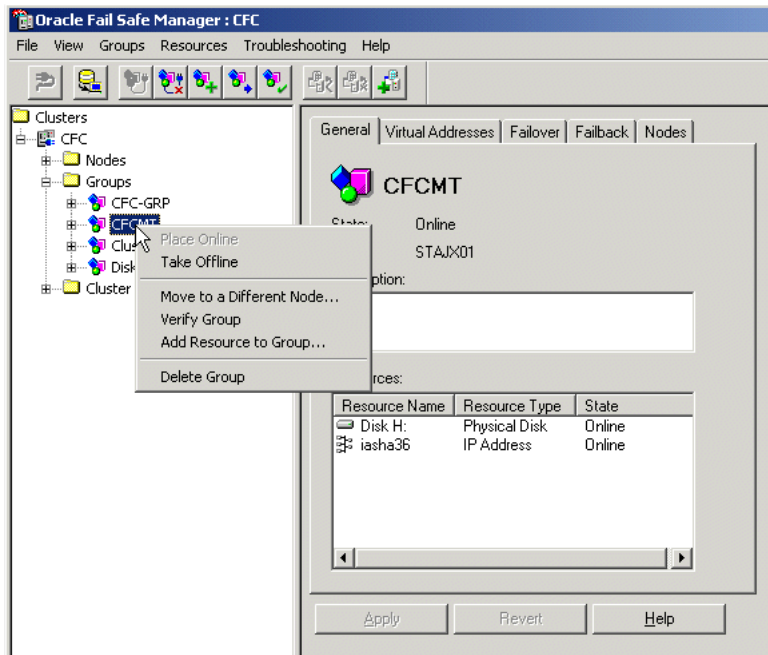 Oracle Fail Safe Manager : CFC
File View Groups Resources Troubleshooting Help
Clusters
CFC
Nodes
Groups
CFC-GRP
CFCMT
Clus
Disk
Cluster
Place Online
Take Offline
Move to a Different Node...
Verify Group
Add Resource to Group...
Delete Group
General Virtual Addresses Failover Failback Nodes
CFCMT
State: Online
STAJX01
ption:
rces:
Resource Name Resource Type State
Disk H: Physical Disk Online
iasha36 IP Address Online
Apply Revert Help